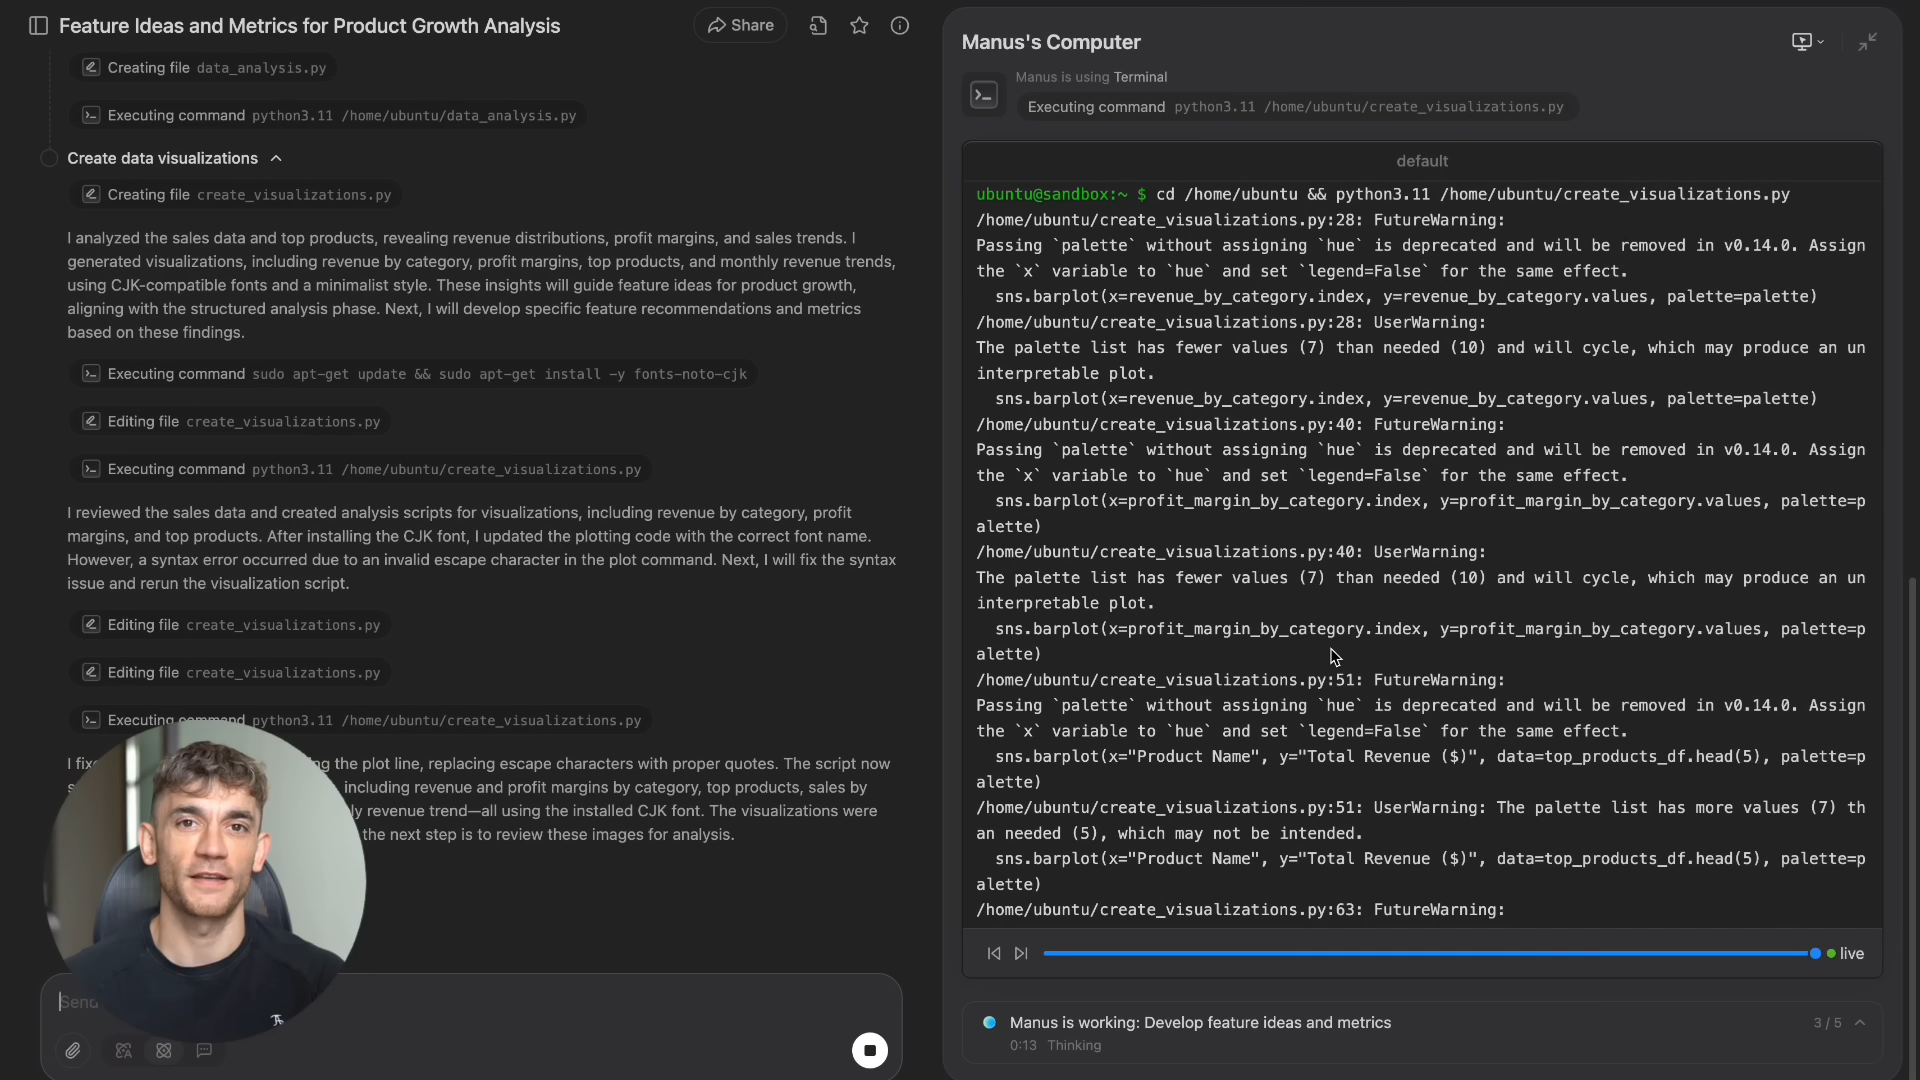 Feature Ideas and Metrics for Product Growth Analysis
Share
Creating file data_analysis.py
Executing command python3.11 /home/ubuntu/data_analysis.py
Create data visualizations
Creating file create_visualizations.py
I analyzed the sales data and top products, revealing revenue distributions, profit margins, and sales trends. I
generated visualizations, including revenue by category, profit margins, top products, and monthly revenue trends,
using CJK-compatible fonts and a minimalist style. These insights will guide feature ideas for product growth,
aligning with the structured analysis phase. Next, I will develop specific feature recommendations and metrics
based on these findings.
Executing command sudo apt-get update && sudo apt-get install -y fonts-noto-cjk
Editing file create_visualizations.py
Executing command python3.11 /home/ubuntu/create_visualizations.py
I reviewed the sales data and created analysis scripts for visualizations, including revenue by category, profit
margins, and top products. After installing the CJK font, I updated the plotting code with the correct font name.
However, a syntax error occurred due to an invalid escape character in the plot command. Next, I will fix the syntax
issue and rerun the visualization script.
Editing file create_visualizations.py
Editing file create_visualizations.py
Executing command python3.11 /home/ubuntu/create_visualizations.py
I the plot line, replacing escape characters with proper quotes. The script now
including revenue and profit margins by category, top products, sales by
revenue trend—all using the installed CJK font. The visualizations were
the next step is to review these images for analysis.
Send
Manus's Computer
Manus is using Terminal
Executing command python3.11 /home/ubuntu/create_visualizations.py
default
ubuntu@sandbox:~ $ cd /home/ubuntu && python3.11 /home/ubuntu/create_visualizations.py
/home/ubuntu/create_visualizations.py:28: FutureWarning:
Passing `palette` without assigning `hue` is deprecated and will be removed in v0.14.0. Assign
the `x` variable to `hue` and set `legend=False` for the same effect.
sns.barplot(x=revenue_by_category.index, y=revenue_by_category.values, palette=palette)
/home/ubuntu/create_visualizations.py:28: UserWarning:
The palette list has fewer values (7) than needed (10) and will cycle, which may produce an un
interpretable plot.
sns.barplot(x=revenue_by_category.index, y=revenue_by_category.values, palette=palette)
/home/ubuntu/create_visualizations.py:40: FutureWarning:
Passing `palette` without assigning `hue` is deprecated and will be removed in v0.14.0. Assign
the `x` variable to `hue` and set `legend=False` for the same effect.
sns.barplot(x=profit_margin_by_category.index, y=profit_margin_by_category.values, palette=p
alette)
/home/ubuntu/create_visualizations.py:40: UserWarning:
The palette list has fewer values (7) than needed (10) and will cycle, which may produce an un
interpretable plot.
sns.barplot(x=profit_margin_by_category.index, y=profit_margin_by_category.values, palette=p
alette)
/home/ubuntu/create_visualizations.py:51: FutureWarning:
Passing `palette` without assigning `hue` is deprecated and will be removed in v0.14.0. Assign
the `x` variable to `hue` and set `legend=False` for the same effect.
sns.barplot(x="Product Name", y="Total Revenue ($)", data=top_products_df.head(5), palette=p
alette)
/home/ubuntu/create_visualizations.py:51: UserWarning: The palette list has more values (7) th
an needed (5), which may not be intended.
sns.barplot(x="Product Name", y="Total Revenue ($)", data=top_products_df.head(5), palette=p
alette)
/home/ubuntu/create_visualizations.py:63: FutureWarning:
live
Manus is working: Develop feature ideas and metrics
3 / 5
0:13 Thinking